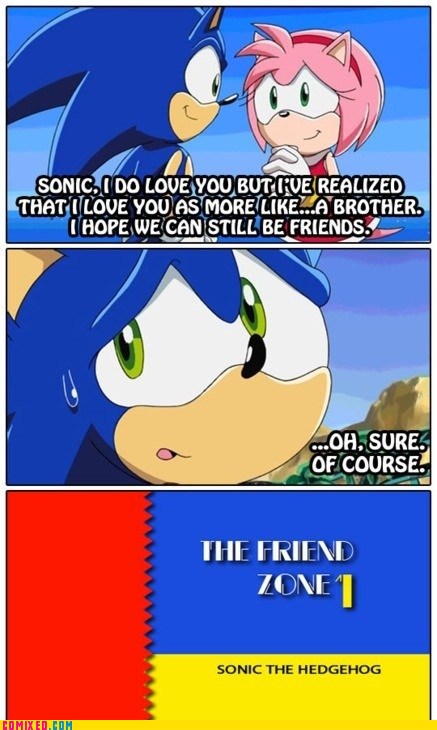 SONIC, I DO LOVE YOU BUT I'VE REALIZED
THAT I LOVE YOU AS MORE LIKE...A BROTHER.
I HOPE WE CAN STILL BE FRIENDS.
...OH, SURE.
OF COURSE.
THE FRIEND
ZONE 1
SONIC THE HEDGEHOG
COMIXED.COM